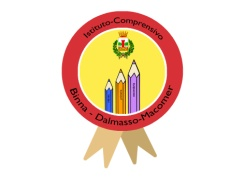 Istituto-Comprensivo
Binna - Dalmasso-Macomer